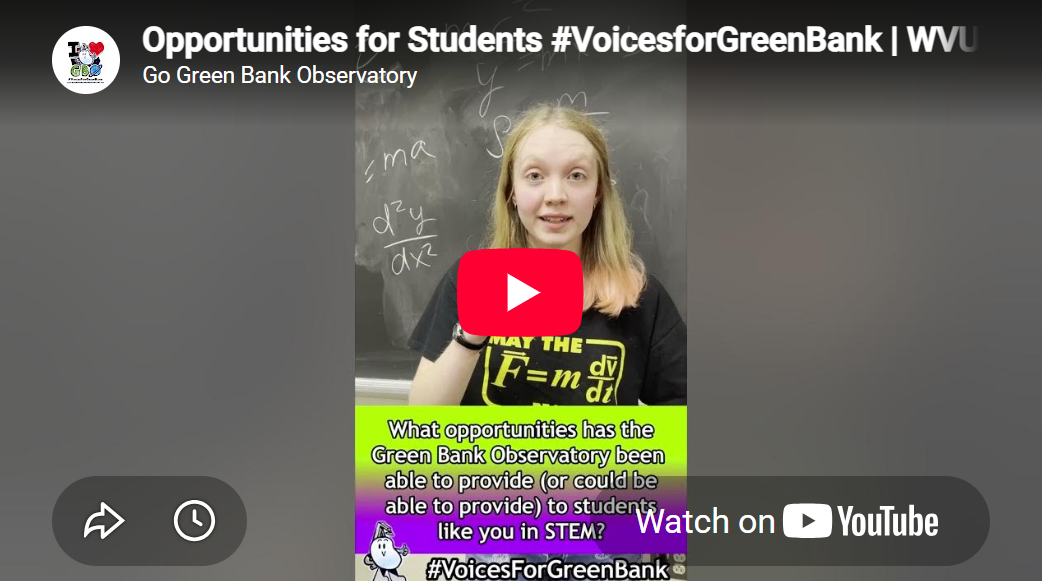 Opportunities for Students #VoicesforGreenBank | WVU
Go Green Bank Observatory
= ma
d²y
dx²
y
m
MAY THE
F = m dv
dt
What opportunities has the
Green Bank Observatory been
able to provide (or could be
able to provide) to students
like you in STEM?
Watch on YouTube
#VoicesForGreenBank